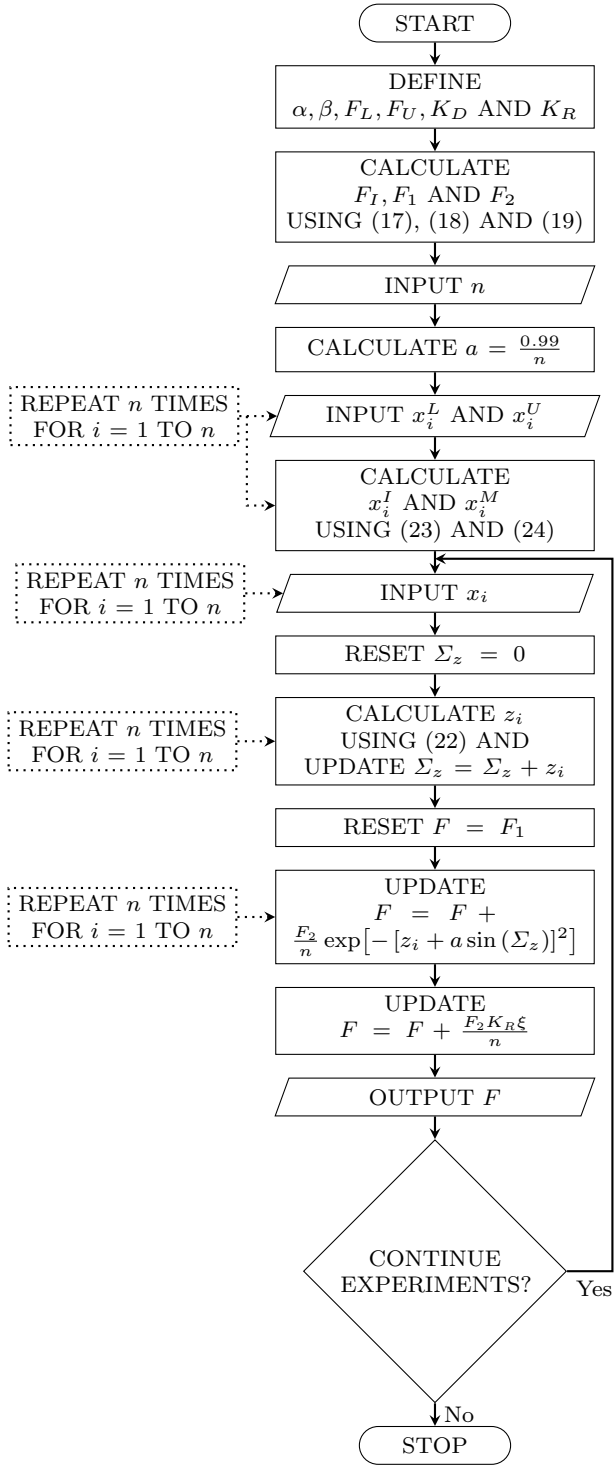 START
DEFINE
α, β, F_L, F_U, K_D AND K_R
CALCULATE
F_I, F_1 AND F_2
USING (17), (18) AND (19)
INPUT n
CALCULATE a = 0.99/n
REPEAT n TIMES
FOR i = 1 TO n
INPUT x_i^L AND x_i^U
CALCULATE
x_i^I AND x_i^M
USING (23) AND (24)
REPEAT n TIMES
FOR i = 1 TO n
INPUT x_i
RESET Σ_z = 0
REPEAT n TIMES
FOR i = 1 TO n
CALCULATE z_i
USING (22) AND
UPDATE Σ_z = Σ_z + z_i
RESET F = F_1
REPEAT n TIMES
FOR i = 1 TO n
UPDATE
F = F +
F_2/n exp[− [z_i + a sin (Σ_z)]^2]
UPDATE
F = F + F_2 K_R ξ/n
OUTPUT F
CONTINUE
EXPERIMENTS?
Yes
No
STOP